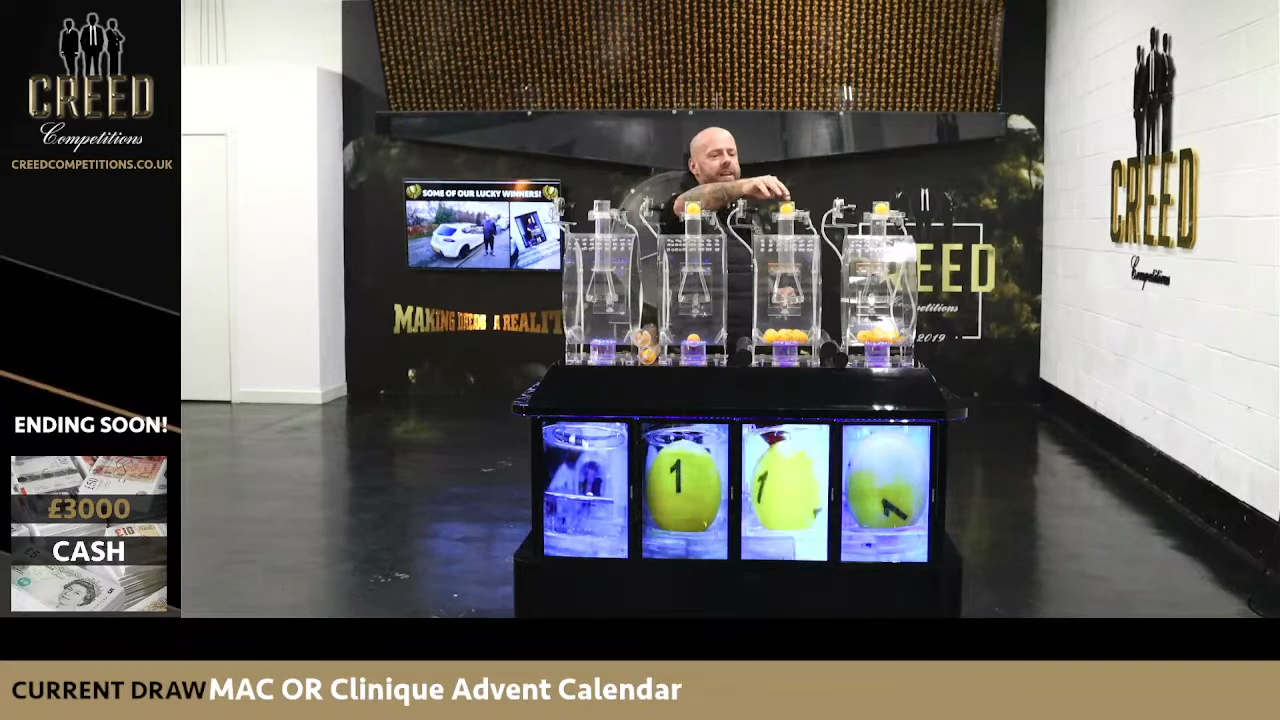 CREED
Competitions
CREEDCOMPETITIONS.CO.UK
ENDING SOON!
£3000
CASH
SOME OF OUR LUCKY WINNERS!
MAKING A REALIT
EED
Competitions
2019
CREED
Competitions
1
1
1
CURRENT DRAW MAC OR Clinique Advent Calendar